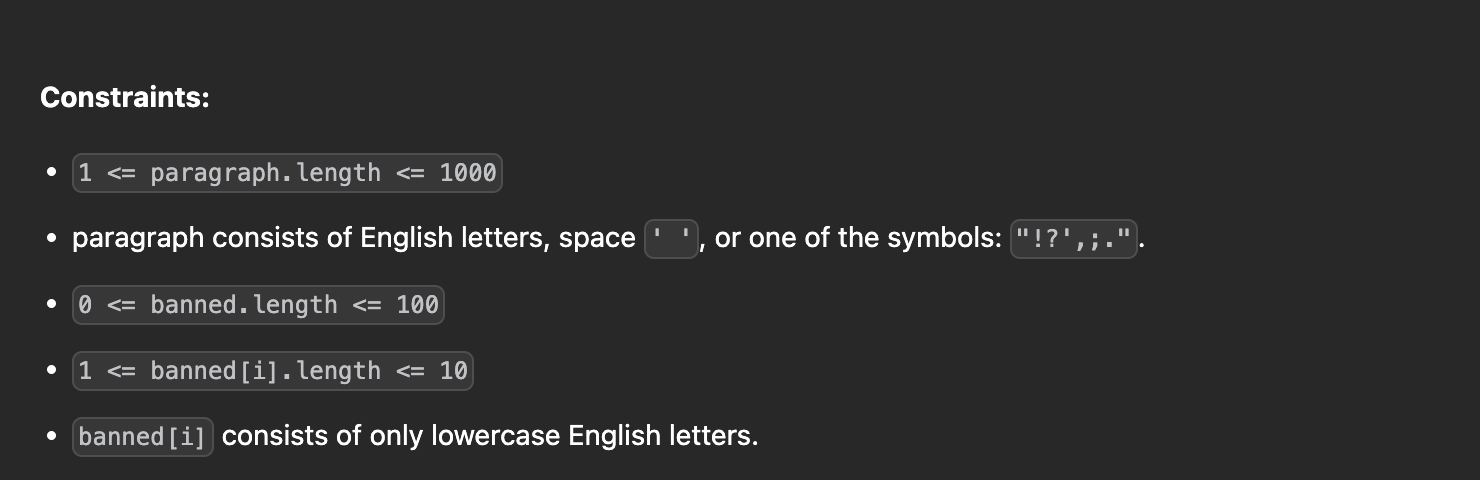 Constraints:
• 1 <= paragraph.length <= 1000
• paragraph consists of English letters, space ' ', or one of the symbols: "!?',;.".
• 0 <= banned.length <= 100
• 1 <= banned[i].length <= 10
• banned[i] consists of only lowercase English letters.